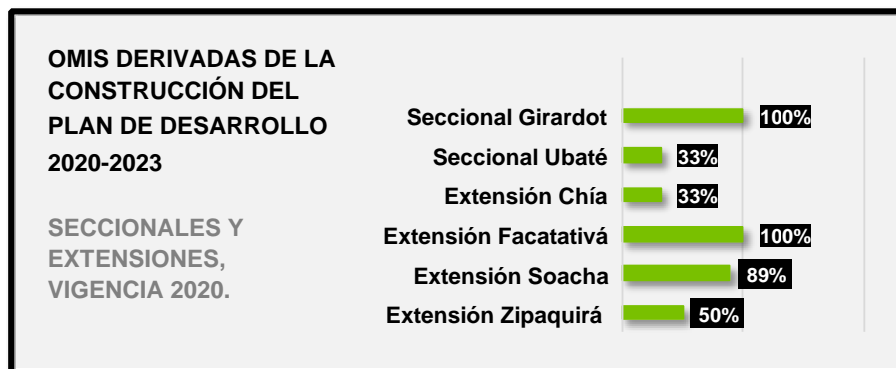 OMIS DERIVADAS DE LA
CONSTRUCCIÓN DEL
PLAN DE DESARROLLO
2020-2023
SECCIONALES Y
EXTENSIONES,
VIGENCIA 2020.
Seccional Girardot 100%
Seccional Ubaté 33%
Extensión Chía 33%
Extensión Facatativá 100%
Extensión Soacha 89%
Extensión Zipaquirá 50%